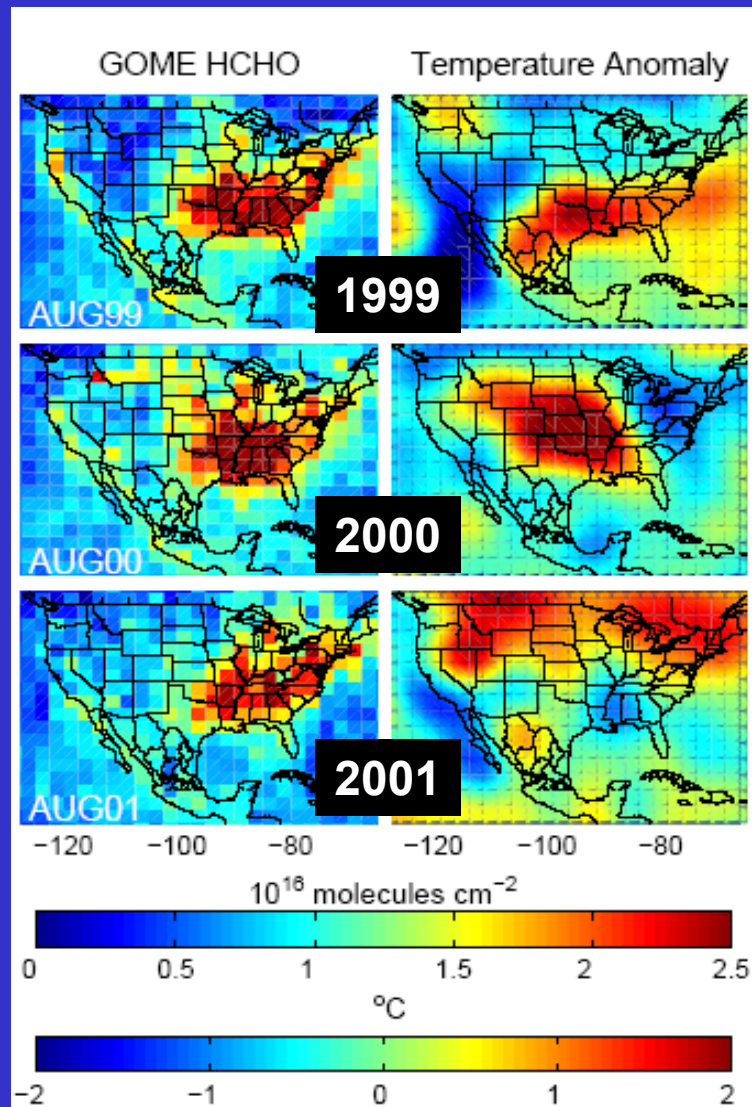 GOME HCHO Temperature Anomaly
AUG99
1999
AUG00
2000
AUG01
2001
−120 −100 −80 −120 −100 −80
10¹⁶ molecules cm⁻²
0 0.5 1 1.5 2 2.5
°C
−2 −1 0 1 2